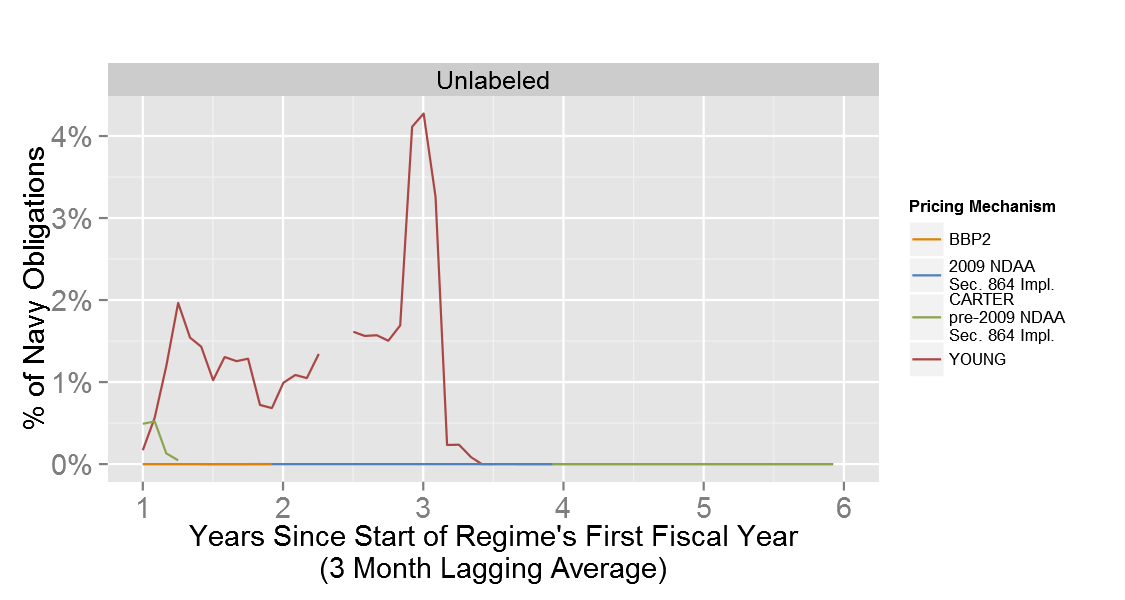 Unlabeled
4%
3%
2%
1%
0%
% of Navy Obligations
1 2 3 4 5 6
Years Since Start of Regime's First Fiscal Year
(3 Month Lagging Average)
Pricing Mechanism
BBP2
2009 NDAA
Sec. 864 Impl.
CARTER
pre-2009 NDAA
Sec. 864 Impl.
YOUNG